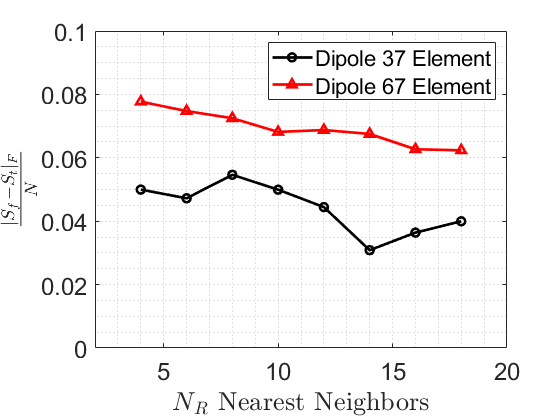 0.1
0.08
0.06
0.04
0.02
0
5
10
15
20
Dipole 37 Element
Dipole 67 Element
|S_f−S_t|_F
N
N_R Nearest Neighbors